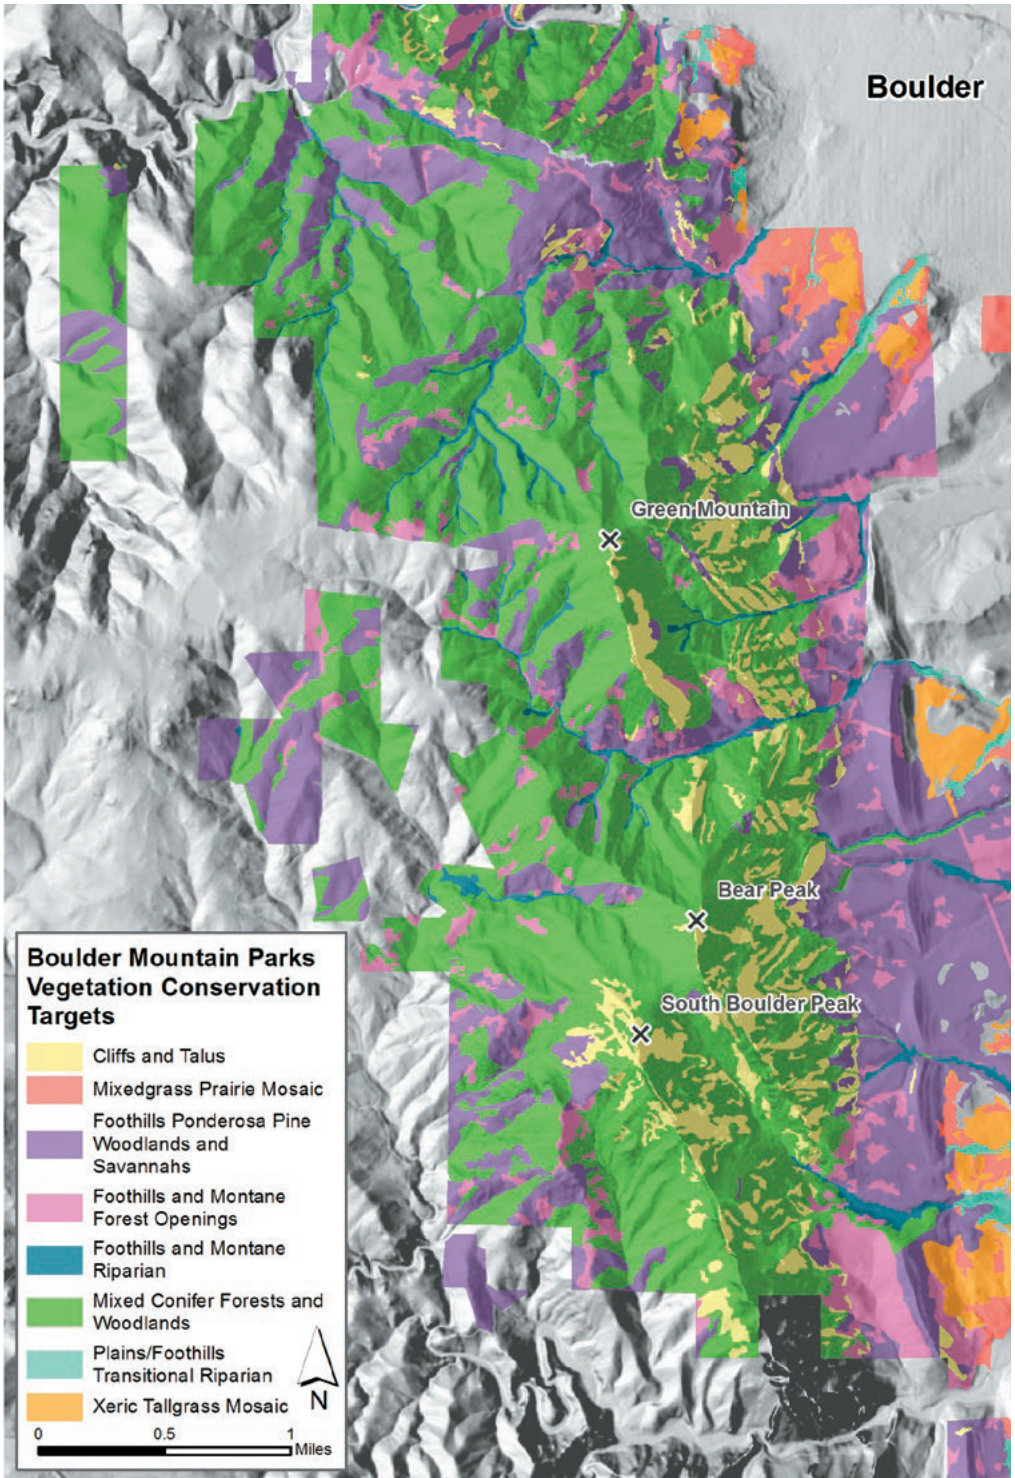 Boulder
Green Mountain
Bear Peak
South Boulder Peak
Boulder Mountain Parks
Vegetation Conservation
Targets
Cliffs and Talus
Mixedgrass Prairie Mosaic
Foothills Ponderosa Pine
Woodlands and
Savannahs
Foothills and Montane
Forest Openings
Foothills and Montane
Riparian
Mixed Conifer Forests and
Woodlands
Plains/Foothills
Transitional Riparian
Xeric Tallgrass Mosaic
N
0 0.5 1
Miles